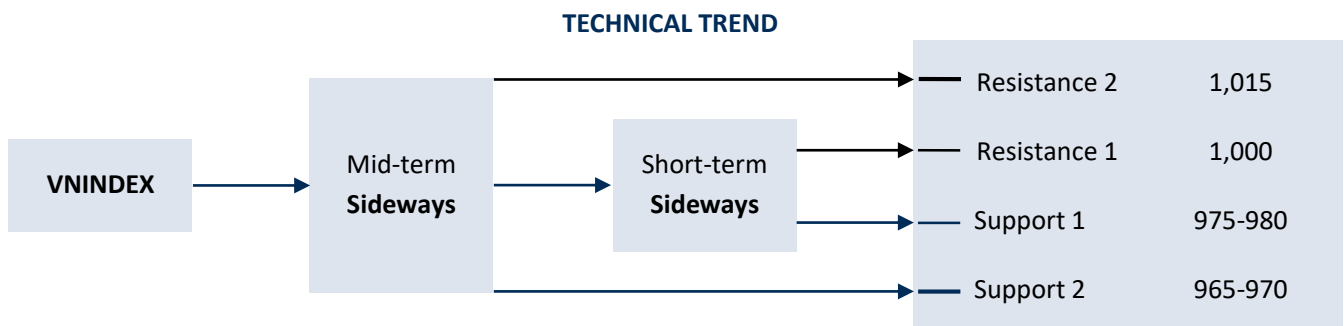 TECHNICAL TREND
VNINDEX
Mid-term
Sideways
Short-term
Sideways
Resistance 2 1,015
Resistance 1 1,000
Support 1 975-980
Support 2 965-970